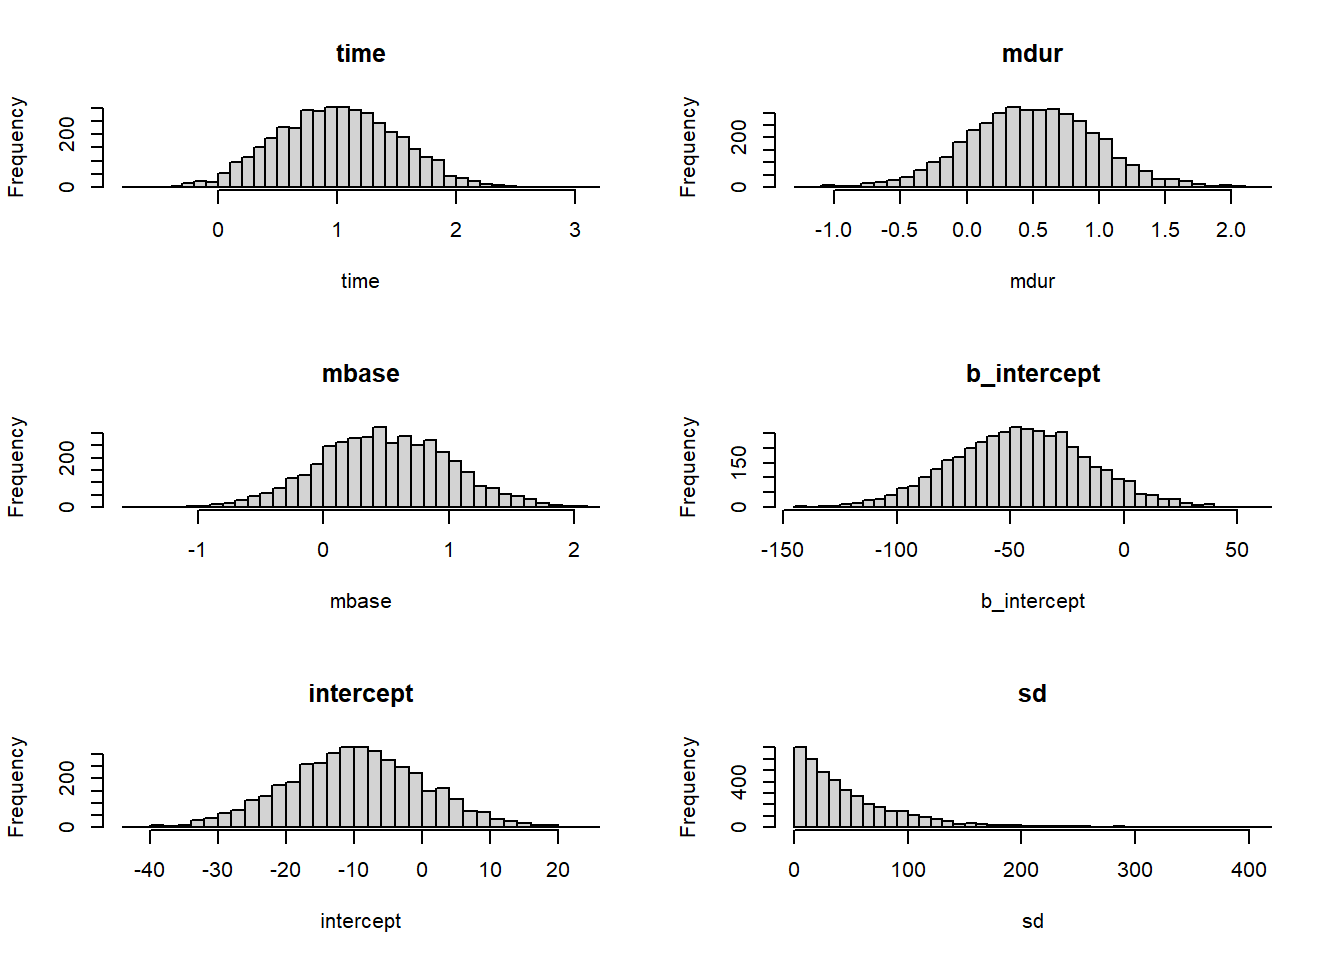 time
Frequency
0
200
0 1 2 3
time
mdur
Frequency
0
200
-1.0 -0.5 0.0 0.5 1.0 1.5 2.0
mdur
mbase
Frequency
0
200
-1 0 1 2
mbase
b_intercept
Frequency
0
150
-150 -100 -50 0 50
b_intercept
intercept
Frequency
0
200
-40 -30 -20 -10 0 10 20
intercept
sd
Frequency
0
400
0 100 200 300 400
sd